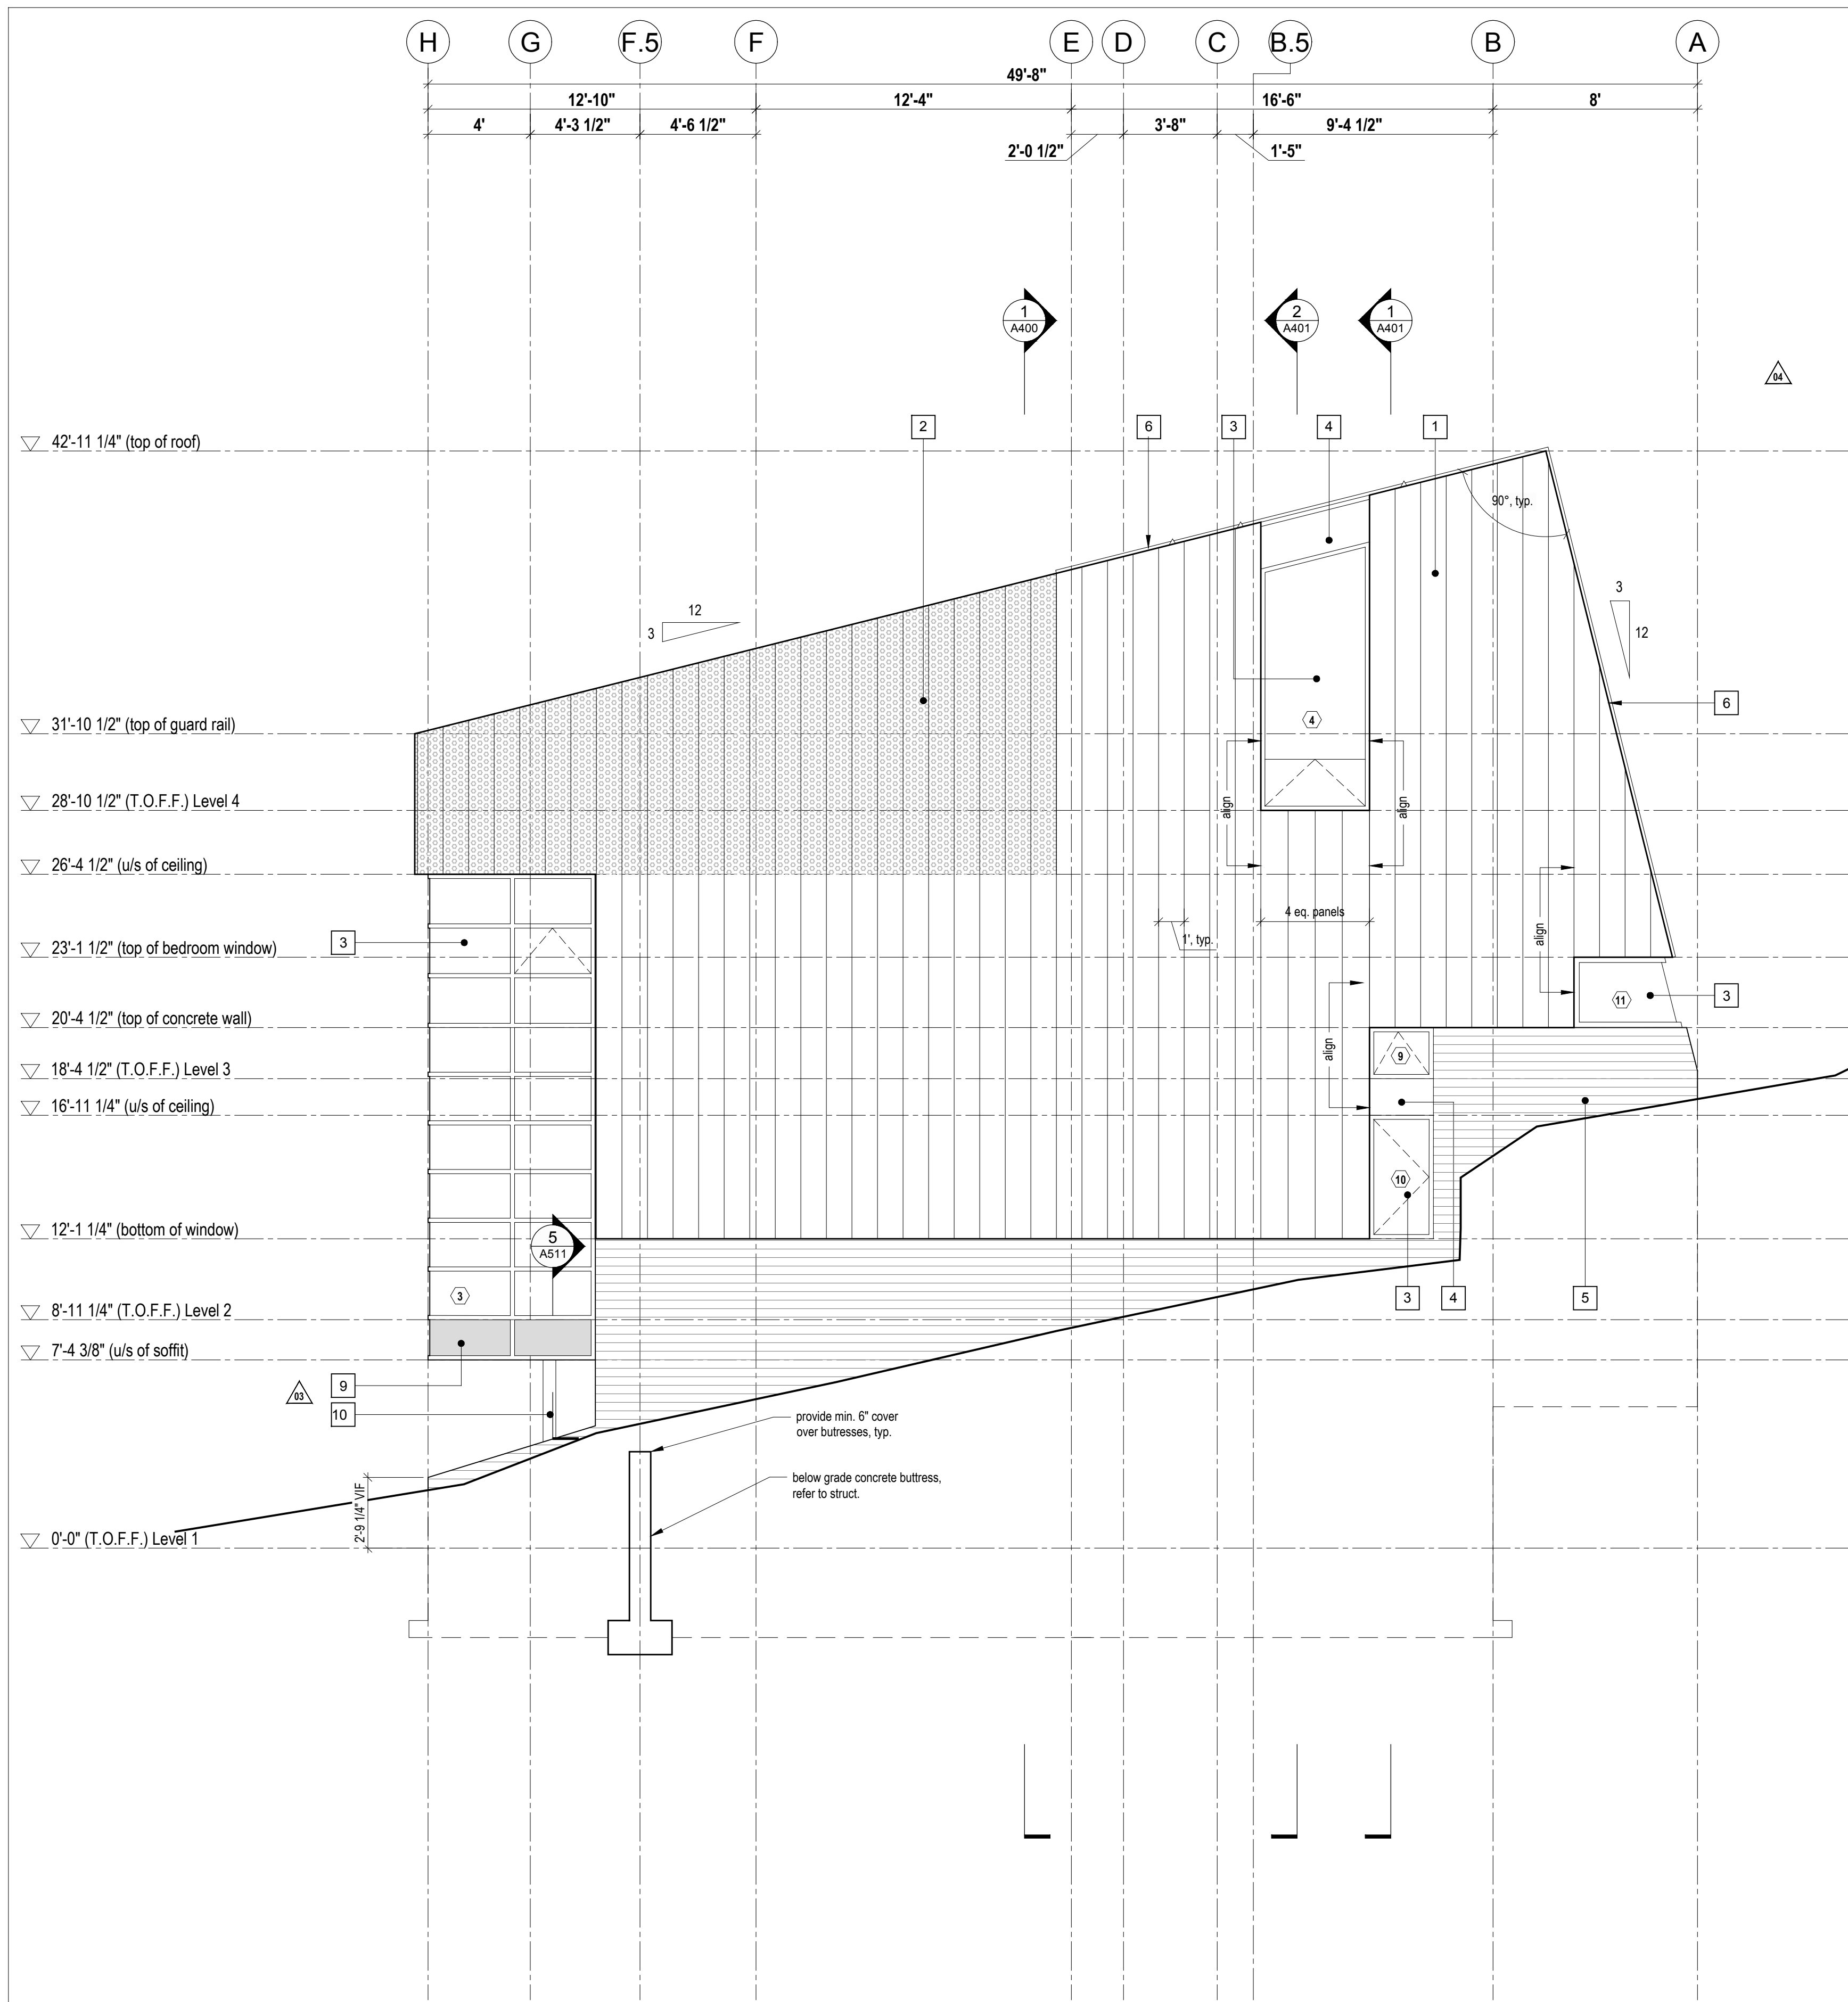 H G F.5 F E D C B.5 B A
49'-8"
12'-10" 12'-4" 16'-6" 8'
4' 4'-3 1/2" 4'-6 1/2" 3'-8" 9'-4 1/2"
2'-0 1/2" 1'-5"
1
A400
2
A401
1
A401
04
42'-11 1/4" (top of roof)
2 6 3 4 1
90°, typ.
3
12
12
3
31'-10 1/2" (top of guard rail)
6
4
28'-10 1/2" (T.O.F.F.) Level 4
align
align
26'-4 1/2" (u/s of ceiling)
4 eq. panels
1', typ.
align
23'-1 1/2" (top of bedroom window)
3
11
3
20'-4 1/2" (top of concrete wall)
align
9
18'-4 1/2" (T.O.F.F.) Level 3
16'-11 1/4" (u/s of ceiling)
10
12'-1 1/4" (bottom of window)
5
A511
3
3 4 5
8'-11 1/4" (T.O.F.F.) Level 2
7'-4 3/8" (u/s of soffit)
03
9
10
provide min. 6" cover
over butresses, typ.
below grade concrete buttress,
refer to struct.
2'-9 1/4" VIF
0'-0" (T.O.F.F.) Level 1